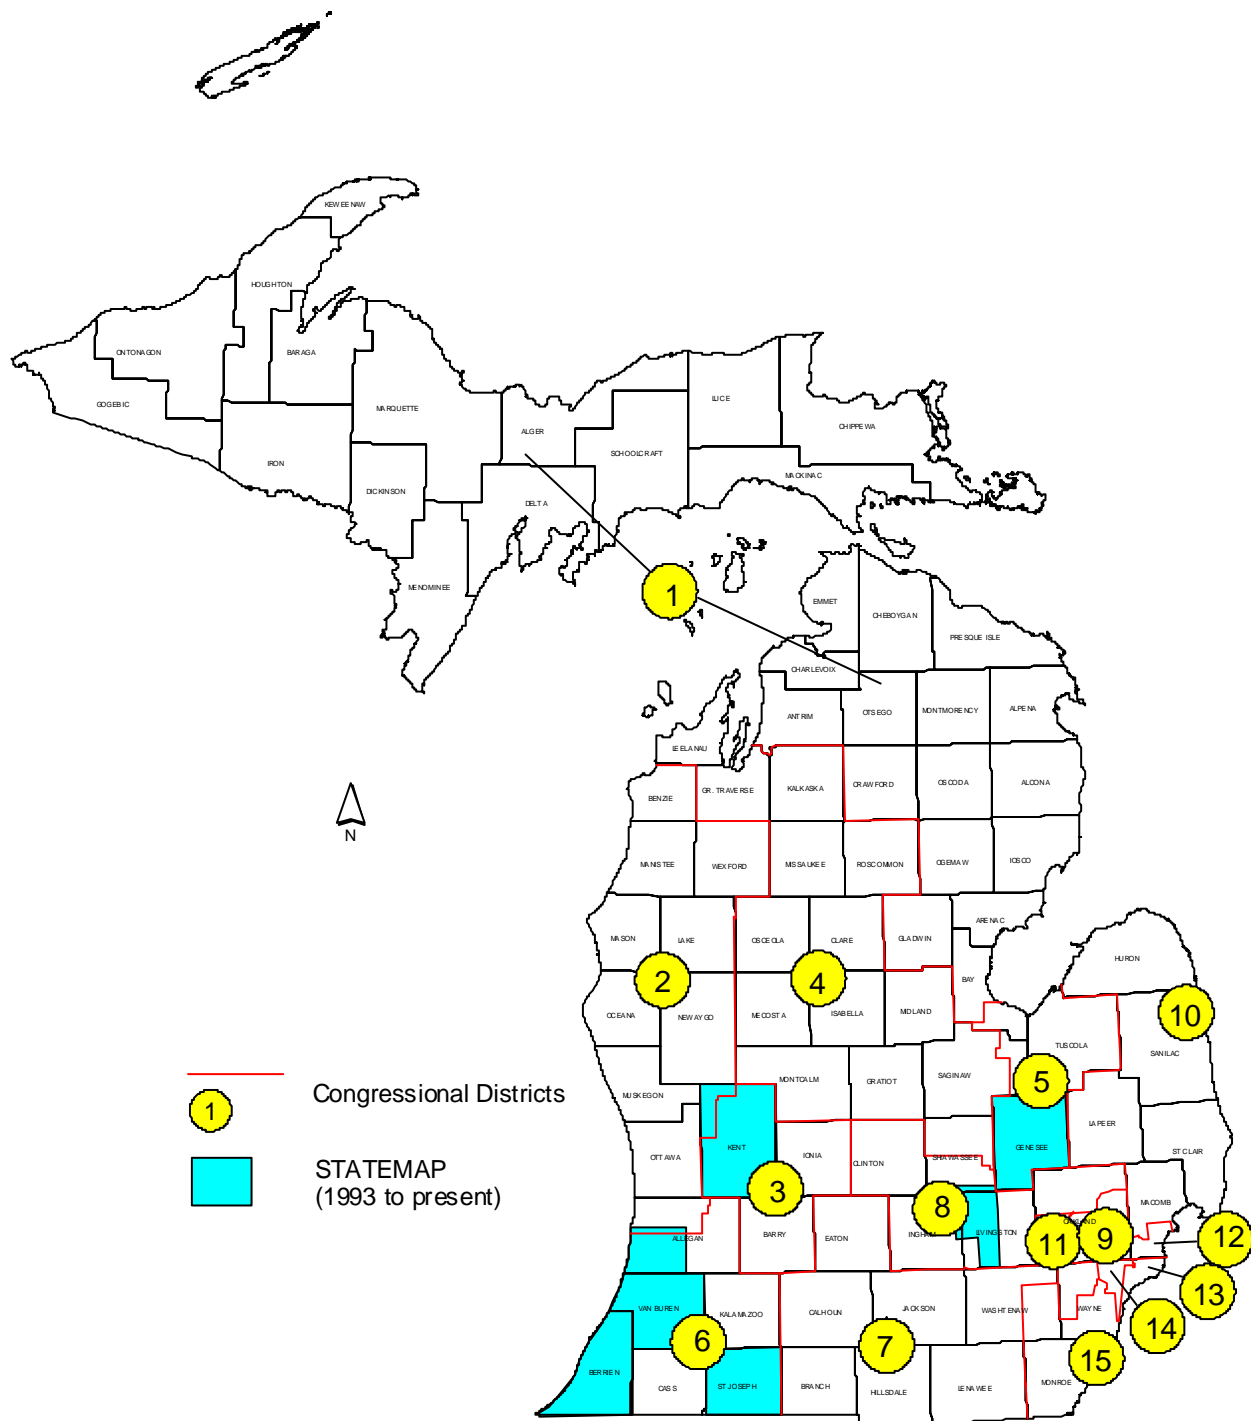 KEWEENAW
HOUGHTON
ONTONAGON
BARAGA
GOGEBIC
MARQUETTE
LUCE
CHIPPEWA
ALGER
SCHOOLCRAFT
IRON
MACKINAC
DICKINSON
DELTA
MENOMINEE
1
EMMET
CHEBOYGAN
PRESQUE ISLE
CHARLEVOIX
ANTRIM
OTSEGO
MONTMORENCY
ALPENA
LEELANAU
BENZIE
GR. TRAVERSE
KALKASKA
CRAWFORD
OSCODA
ALCONA
N
MANISTEE
WEXFORD
MISSAUKEE
ROSCOMMON
OGEMAW
IOSCO
ARENAC
MASON
LAKE
OSCEOLA
CLARE
GLADWIN
HURON
2
4
BAY
10
OCEANA
NEWAYGO
MECOSTA
ISABELLA
MIDLAND
TUSCOLA
SANILAC
5
MUSKEGON
MONTCALM
GRATIOT
SAGINAW
Congressional Districts
1
LAPEER
OTTAWA
KENT
IONIA
CLINTON
SHIAWASSEE
GENESEE
ST CLAIR
STATEMAP
(1993 to present)
3
8
MACOMB
OAKLAND
ALLEGAN
BARRY
EATON
INGHAM
LIVINGSTON
11
9
12
13
VAN BUREN
KALAMAZOO
CALHOUN
JACKSON
WASHTENAW
WAYNE
14
6
7
15
BERRIEN
CASS
ST JOSEPH
BRANCH
HILLSDALE
LENAWEE
MONROE